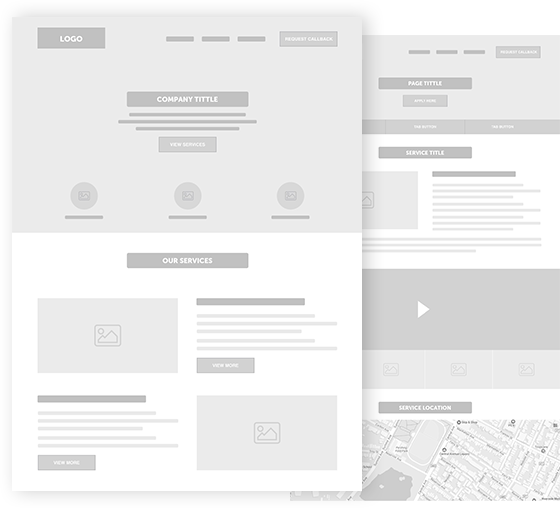 LOGO
REQUEST CALLBACK
COMPANY TITTLE
VIEW SERVICES
OUR SERVICES
VIEW MORE
VIEW MORE
REQUEST CALLBACK
PAGE TITTLE
APPLY NOW
TAB BUTTON
TAB BUTTON
SERVICE TITLE
SERVICE LOCATION